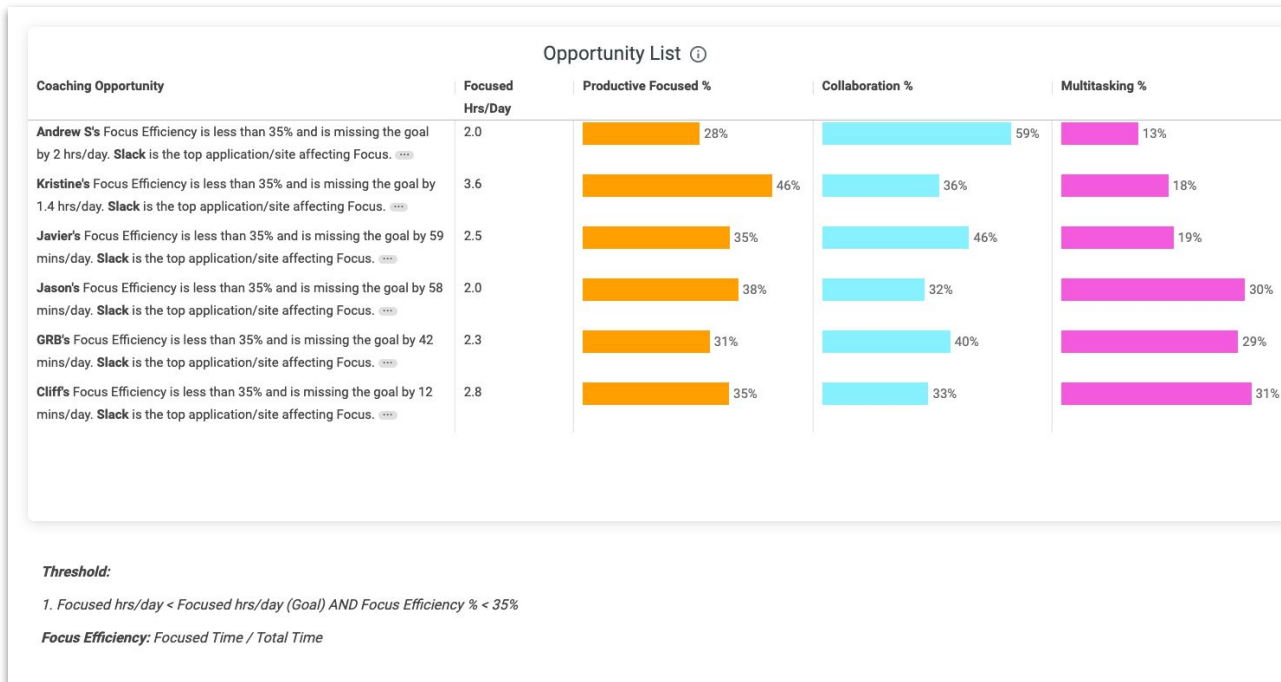 Opportunity List
Coaching Opportunity
Focused
Hrs/Day
Productive Focused %
Collaboration %
Multitasking %
Andrew S's Focus Efficiency is less than 35% and is missing the goal
by 2 hrs/day. Slack is the top application/site affecting Focus.
2.0
28%
59%
13%
Kristine's Focus Efficiency is less than 35% and is missing the goal by
1.4 hrs/day. Slack is the top application/site affecting Focus.
3.6
46%
36%
18%
Javier's Focus Efficiency is less than 35% and is missing the goal by 59
mins/day. Slack is the top application/site affecting Focus.
2.5
35%
46%
19%
Jason's Focus Efficiency is less than 35% and is missing the goal by 58
mins/day. Slack is the top application/site affecting Focus.
2.0
38%
32%
30%
GRB's Focus Efficiency is less than 35% and is missing the goal by 42
mins/day. Slack is the top application/site affecting Focus.
2.3
31%
40%
29%
Cliff's Focus Efficiency is less than 35% and is missing the goal by 12
mins/day. Slack is the top application/site affecting Focus.
2.8
35%
33%
31%
Threshold:
1. Focused hrs/day < Focused hrs/day (Goal) AND Focus Efficiency % < 35%
Focus Efficiency: Focused Time / Total Time